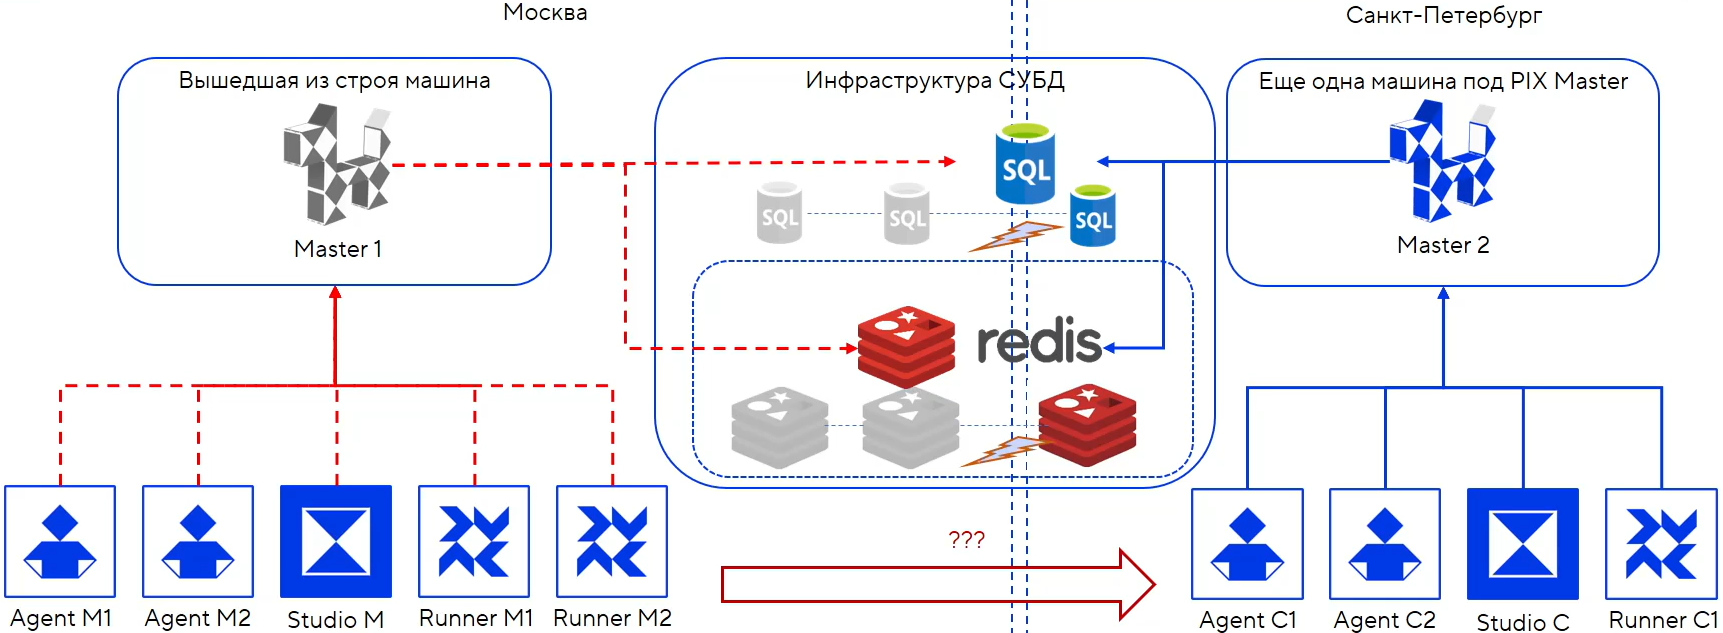 Москва
Санкт-Петербург
Вышедшая из строя машина
Инфраструктура СУБД
Еще одна машина под PIX Master
SQL
SQL
SQL
SQL
Master 1
Master 2
redis
???
Agent M1
Agent M2
Studio M
Runner M1
Runner M2
Agent C1
Agent C2
Studio C
Runner C1